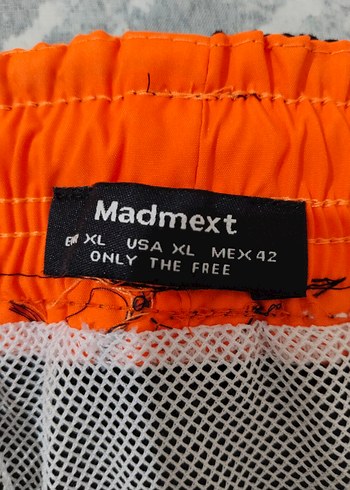 Madmext
XL USA XL MEX 42
ONLY THE FREE